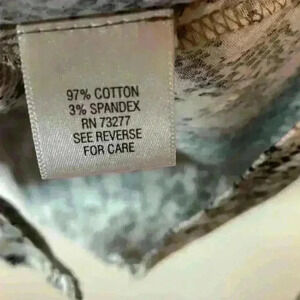 97% COTTON
3% SPANDEX
RN 73277
SEE REVERSE
FOR CARE